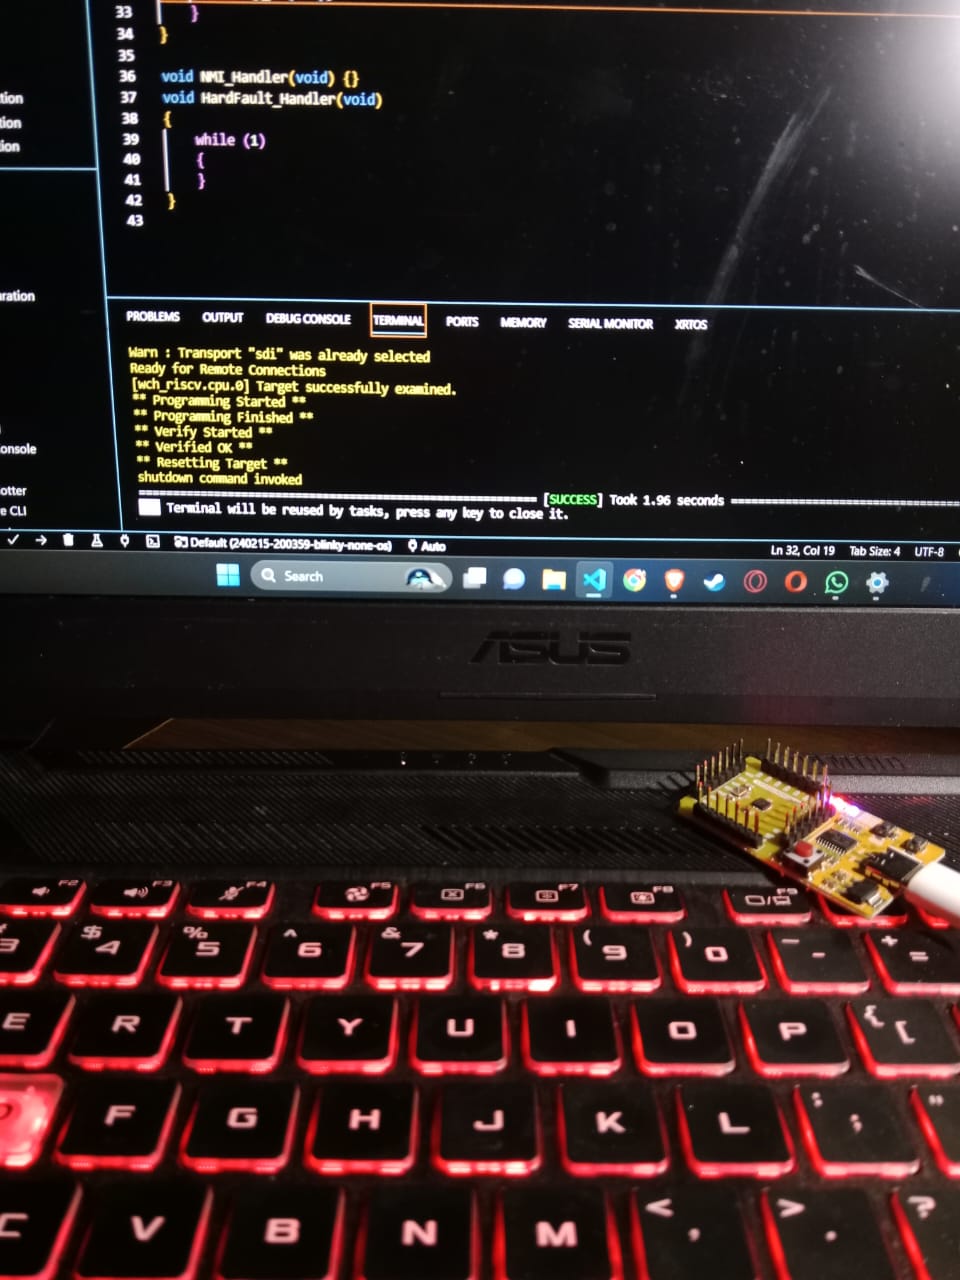 33 }
34 }
35
36 void NMI_Handler(void) {}
37 void HardFault_Handler(void)
38 {
39 while (1)
40 {
41 }
42 }
43
tion
tion
ion
uration
onsole
otter
e CLI
PROBLEMS OUTPUT DEBUG CONSOLE TERMINAL PORTS MEMORY SERIAL MONITOR XRTOS
Warn : Transport "sdi" was already selected
Ready for Remote Connections
[wch_riscv.cpu.0] Target successfully examined.
** Programming Started **
** Programming Finished **
** Verify Started **
** Verified OK **
** Resetting Target **
shutdown command invoked
[SUCCESS] Took 1.96 seconds
Terminal will be reused by tasks, press any key to close it.
Default (240215-200359-blinky-none-os) Auto Ln 32, Col 19 Tab Size: 4 UTF-8
Search
ASUS
F2 F3 F4 F5 F6 F7 F8 F9
3 $ 4 % 5 ^ 6 & 7 * 8 ( 9 ) 0 _ - + =
E R T Y U I O P { [
F G H J K L : ; "
C V B N M < , > . ?